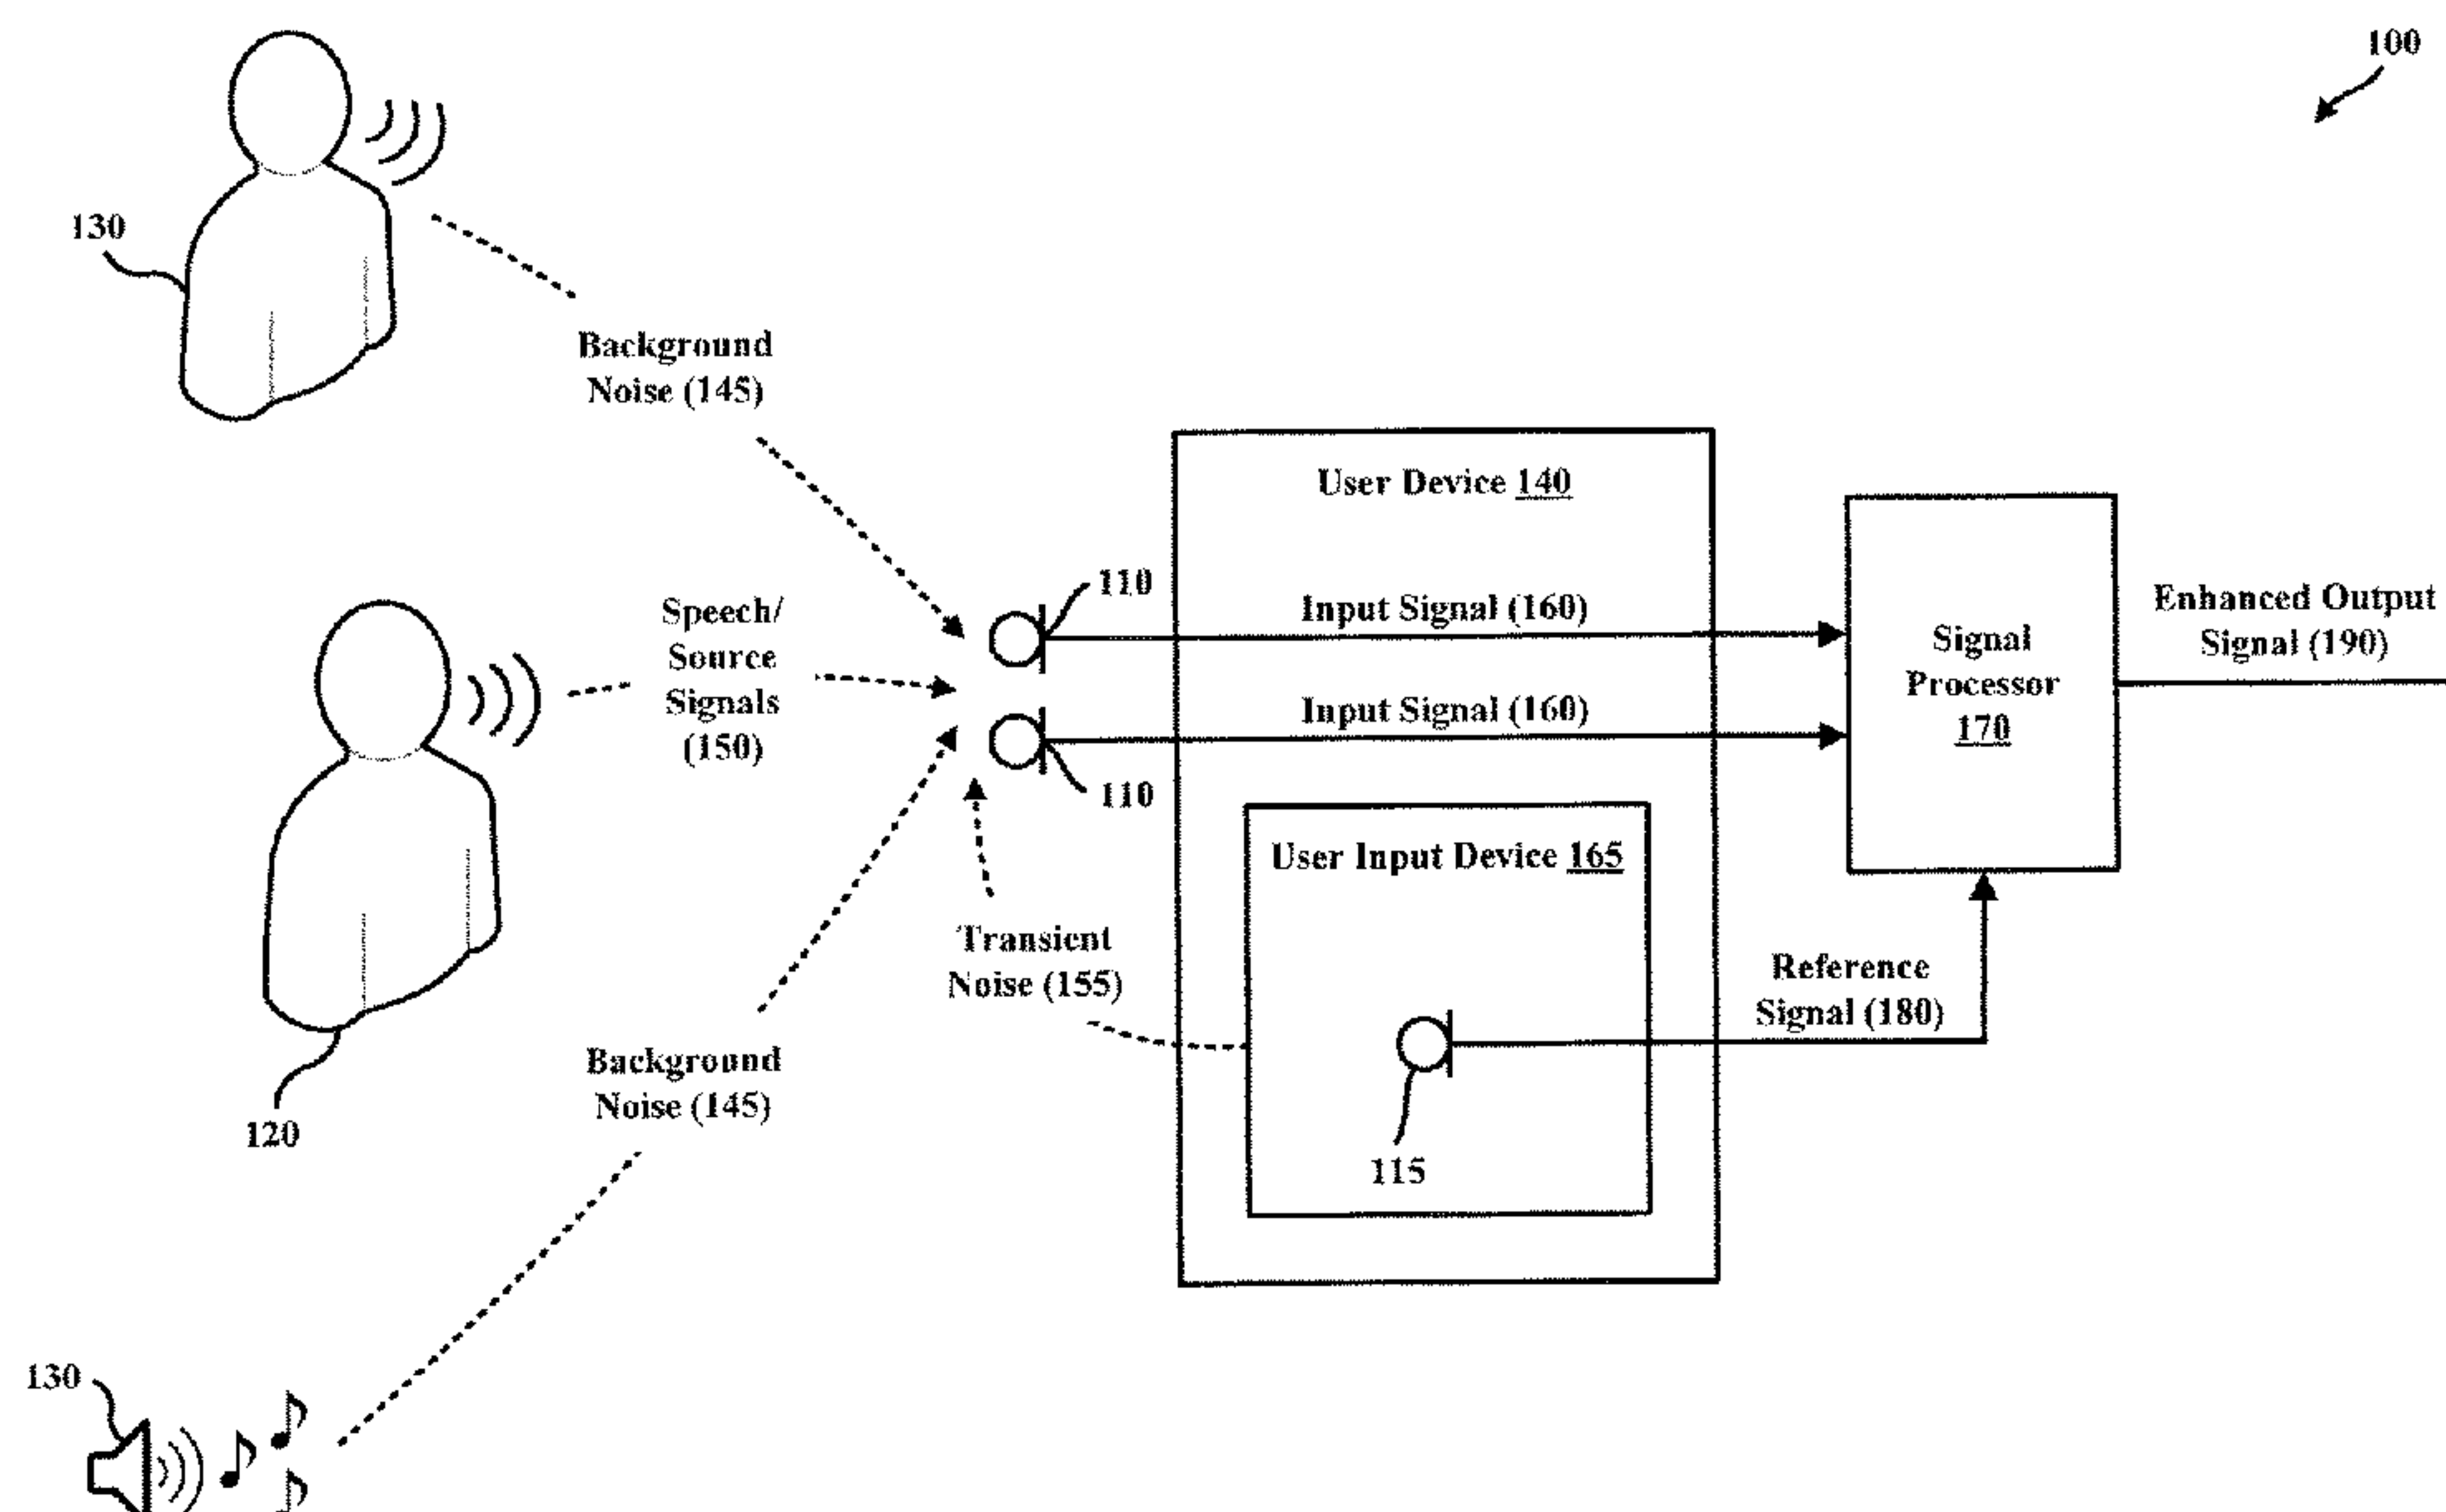 100
130
Background
Noise (145)
User Device 140
110
Speech/
Source
Signals
(150)
Input Signal (160)
Input Signal (160)
110
Signal
Processor
170
Enhanced Output
Signal (190)
User Input Device 165
Transient
Noise (155)
Reference
Signal (180)
115
Background
Noise (145)
120
130